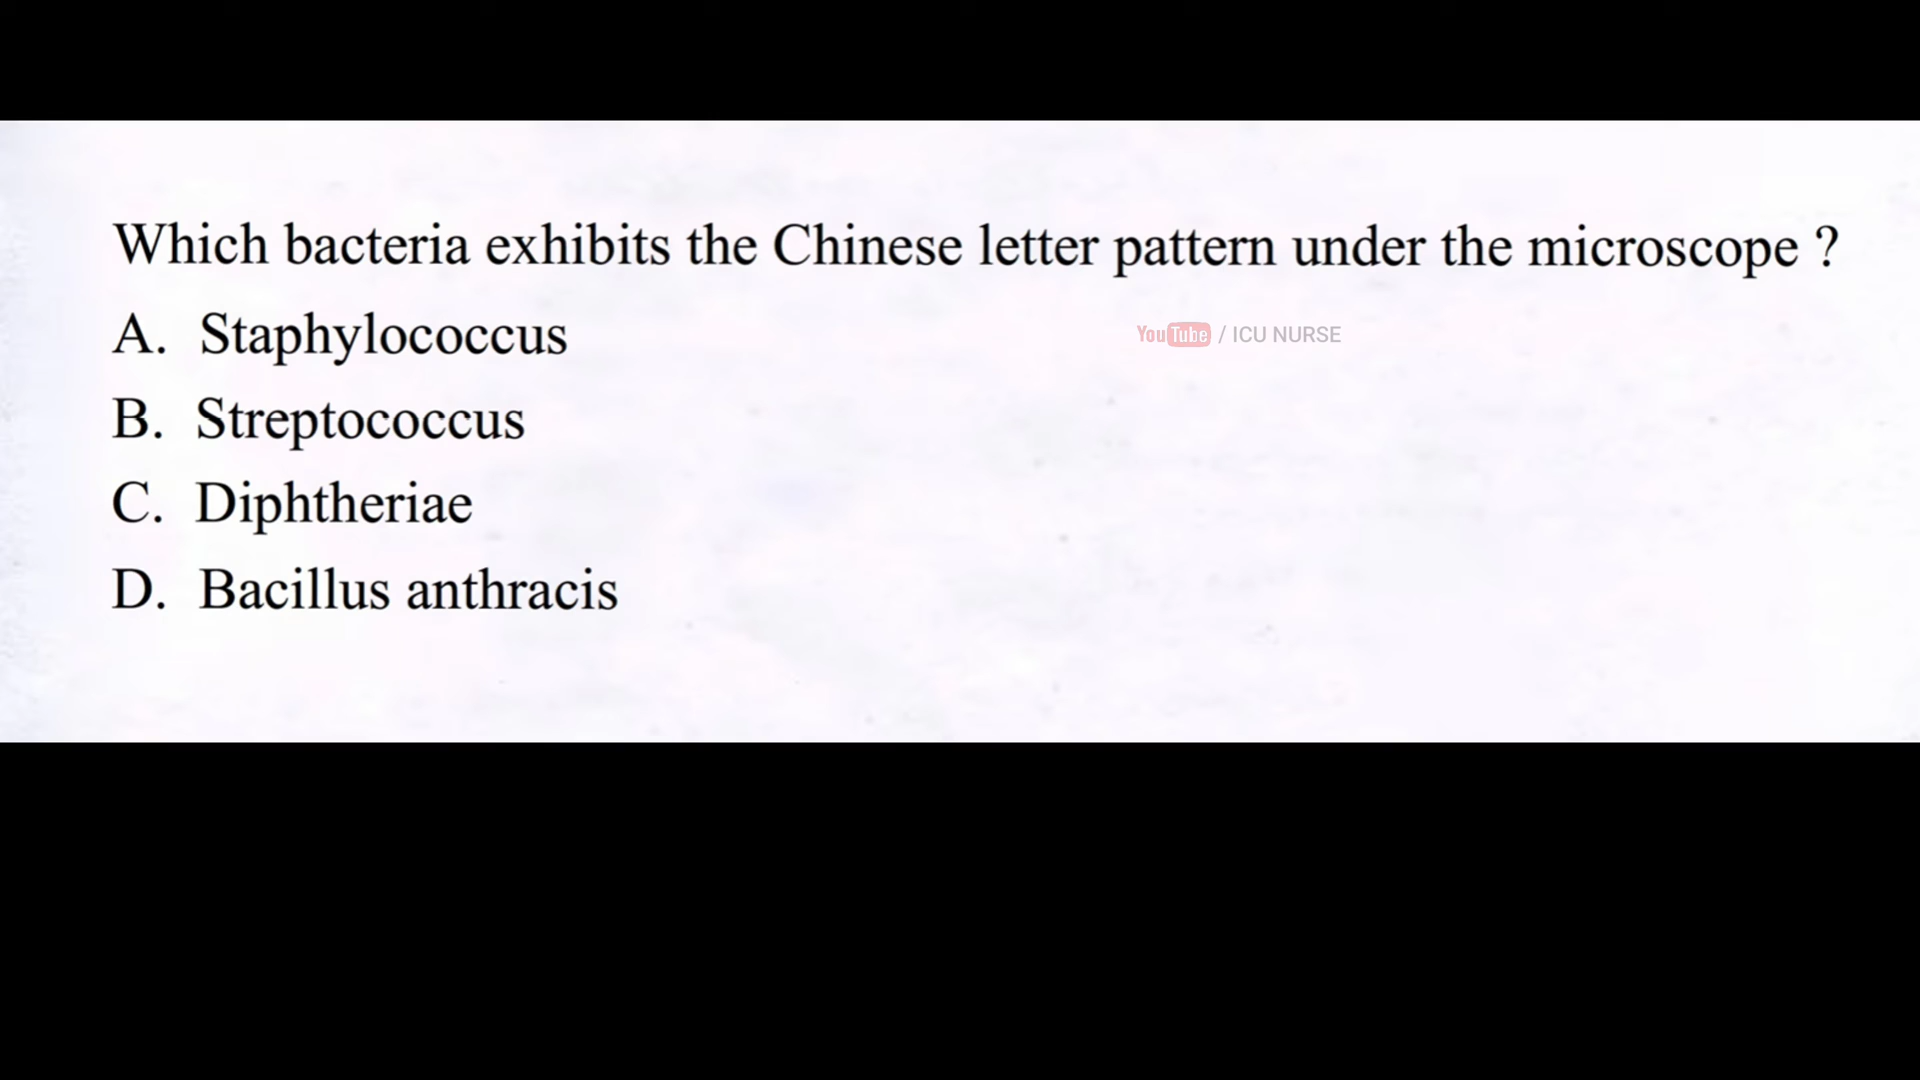 Which bacteria exhibits the Chinese letter pattern under the microscope ?
A. Staphylococcus
YouTube / ICU NURSE
B. Streptococcus
C. Diphtheriae
D. Bacillus anthracis